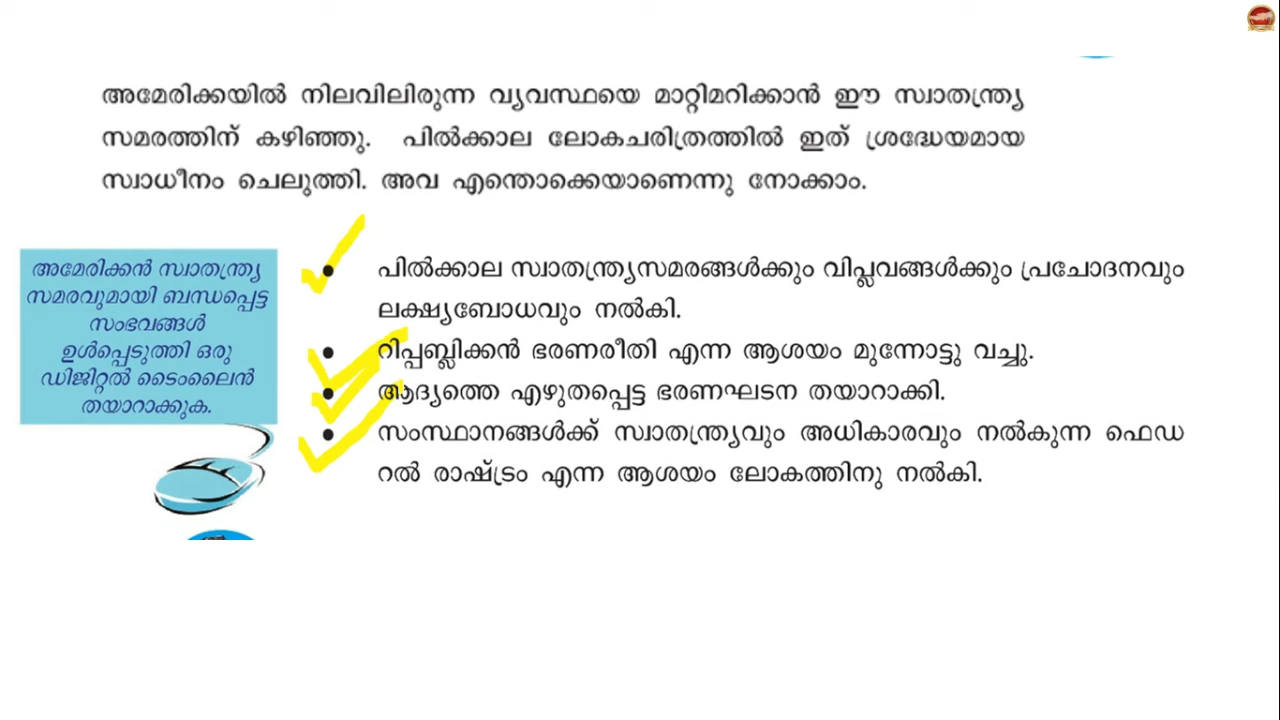 അമേരിക്കയിൽ നിലവിലിരുന്ന വ്യവസ്ഥയെ മാറ്റിമറിക്കാൻ ഈ സ്വാതന്ത്ര്യ
സമരത്തിന് കഴിഞ്ഞു. പിൽക്കാല ലോകചരിത്രത്തിൽ ഇത് ശ്രദ്ധേയമായ
സ്വാധീനം ചെലുത്തി. അവ എന്തൊക്കെയാണെന്നു നോക്കാം.
അമേരിക്കൻ സ്വാതന്ത്ര്യ
സമരവുമായി ബന്ധപ്പെട്ട
സംഭവങ്ങൾ
ഉൾപ്പെടുത്തി ഒരു
ഡിജിറ്റൽ ടൈംലൈൻ
തയാറാക്കുക.
• പിൽക്കാല സ്വാതന്ത്ര്യസമരങ്ങൾക്കും വിപ്ലവങ്ങൾക്കും പ്രചോദനവും
ലക്ഷ്യബോധവും നൽകി.
• റിപ്പബ്ലിക്കൻ ഭരണരീതി എന്ന ആശയം മുന്നോട്ടു വച്ചു.
• ആദ്യത്തെ എഴുതപ്പെട്ട ഭരണഘടന തയാറാക്കി.
• സംസ്ഥാനങ്ങൾക്ക് സ്വാതന്ത്ര്യവും അധികാരവും നൽകുന്ന ഫെഡ
റൽ രാഷ്ട്രം എന്ന ആശയം ലോകത്തിനു നൽകി.